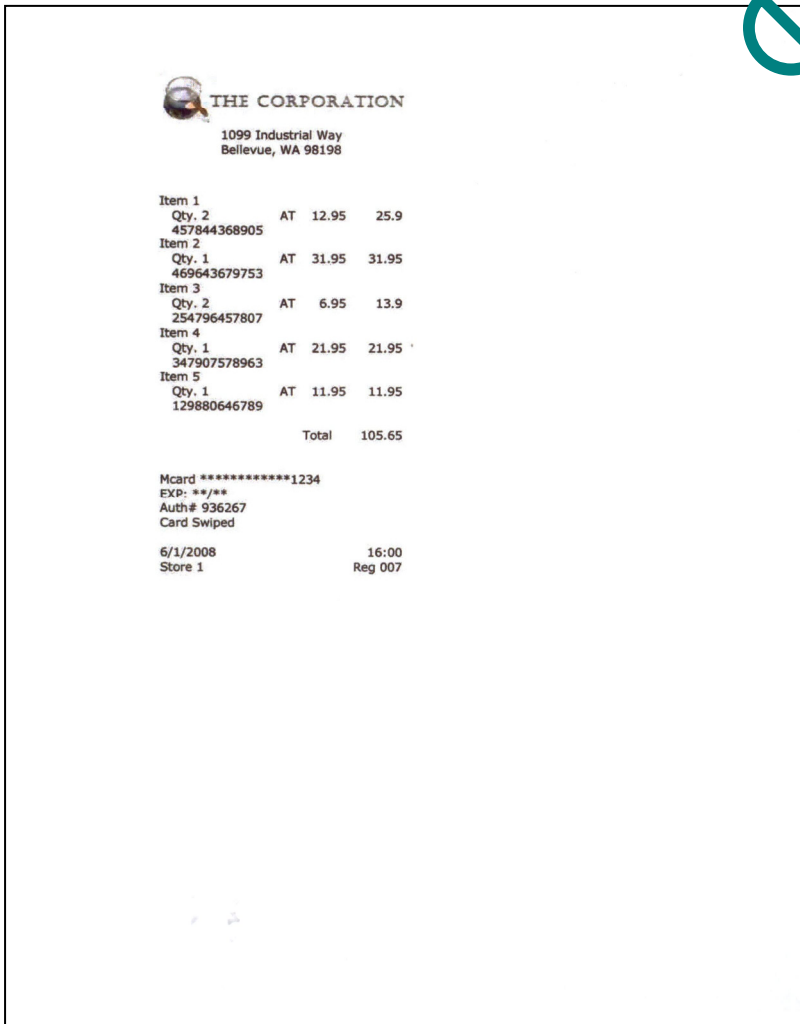 THE CORPORATION
1099 Industrial Way
Bellevue, WA 98198
Item 1
Qty. 2 AT 12.95 25.9
457844368905
Item 2
Qty. 1 AT 31.95 31.95
469643679753
Item 3
Qty. 2 AT 6.95 13.9
254796457807
Item 4
Qty. 1 AT 21.95 21.95
347907578963
Item 5
Qty. 1 AT 11.95 11.95
129880646789
Total 105.65
Mcard ************1234
EXP: **/**
Auth# 936267
Card Swiped
6/1/2008 16:00
Store 1 Reg 007